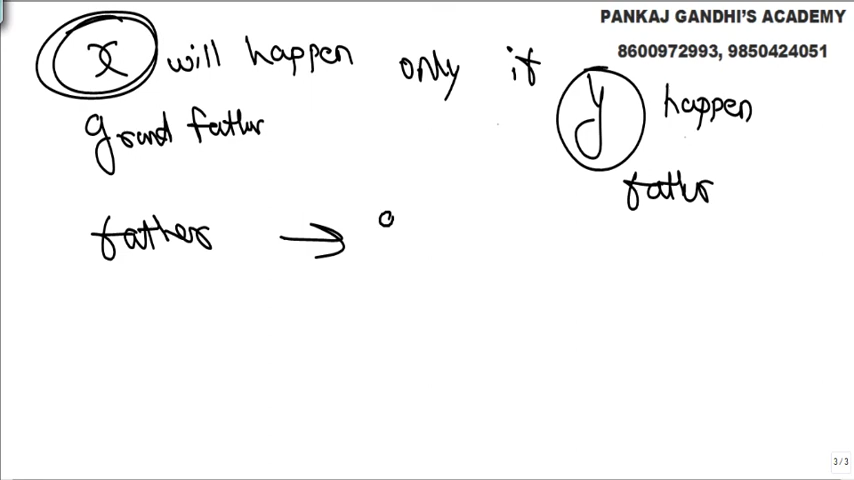 PANKAJ GANDHI'S ACADEMY
8600972993, 9850424051
x will happen only if y happen
grand father
father
father →
3/3